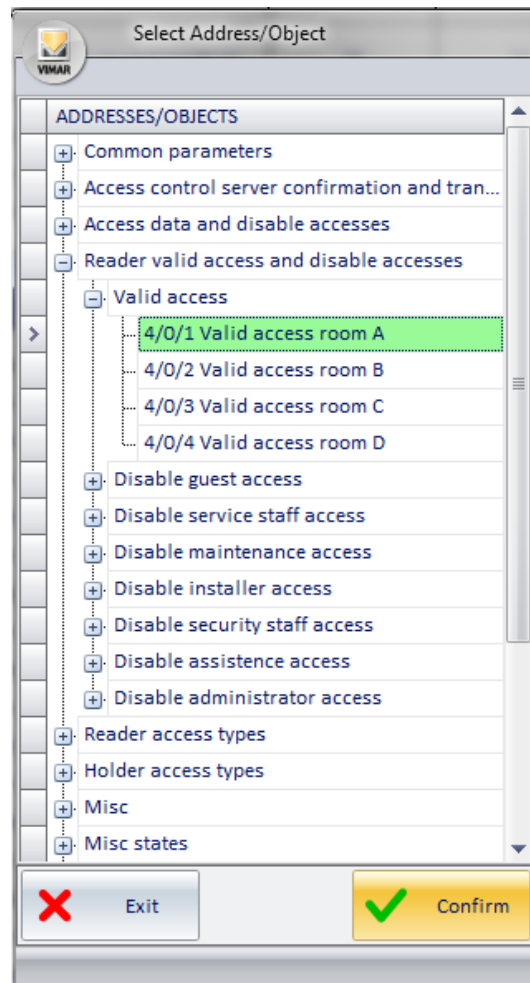 Select Address/Object
VIMAR
ADDRESSES/OBJECTS
Common parameters
Access control server confirmation and tran...
Access data and disable accesses
Reader valid access and disable accesses
Valid access
4/0/1 Valid access room A
4/0/2 Valid access room B
4/0/3 Valid access room C
4/0/4 Valid access room D
Disable guest access
Disable service staff access
Disable maintenance access
Disable installer access
Disable security staff access
Disable assistence access
Disable administrator access
Reader access types
Holder access types
Misc
Misc states
Exit
Confirm